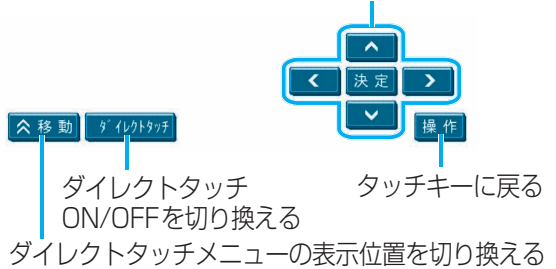 決定
移動 ダイレクトタッチ 操作
ダイレクトタッチ
ON/OFFを切り換える
タッチキーに戻る
ダイレクトタッチメニューの表示位置を切り換える